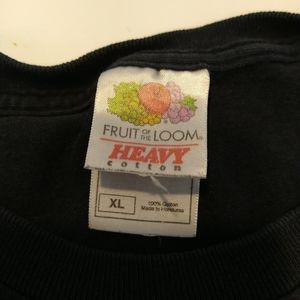 FRUIT OF THE LOOM®
HEAVY
cotton
XL
100% Cotton
Made in Honduras